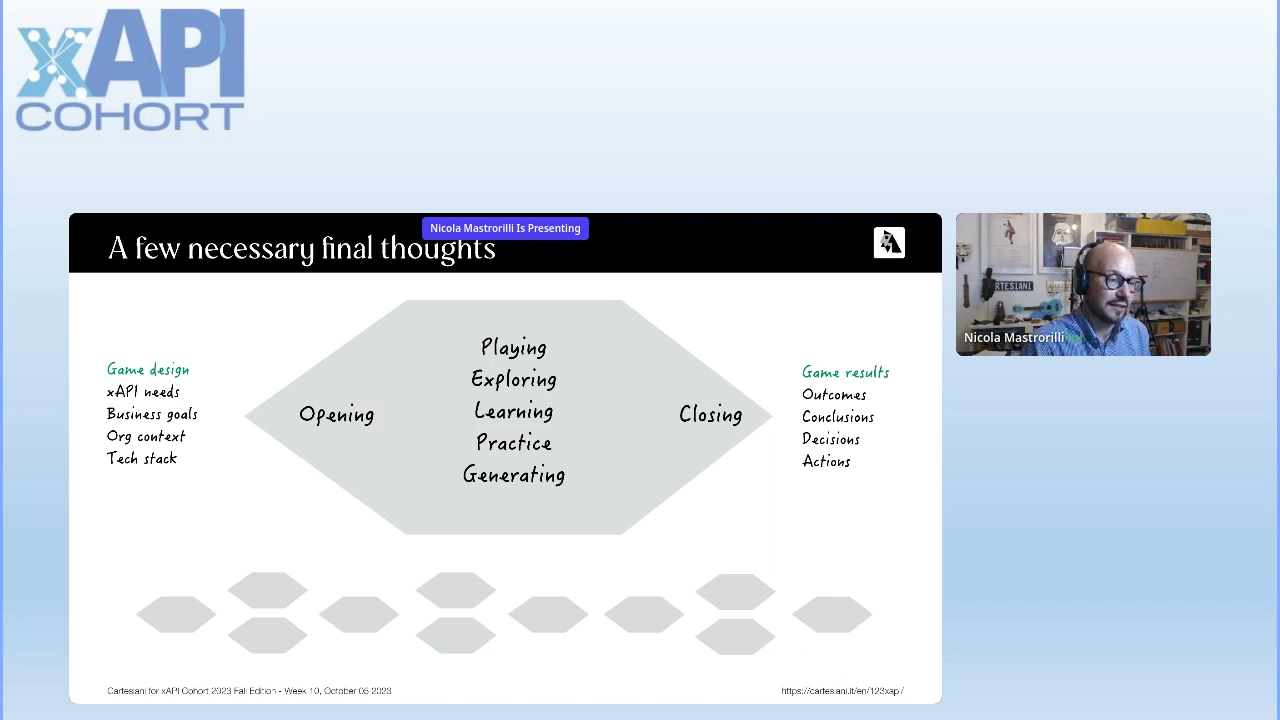 xAPI
COHORT
Nicola Mastrorilli Is Presenting
A few necessary final thoughts
Game design
xAPI needs
Business goals
Org context
Tech stack
Opening
Playing
Exploring
Learning
Practice
Generating
Closing
Game results
Outcomes
Conclusions
Decisions
Actions
Cartesiani for xAPI Cohort 2023 Fall Edition - Week 10, October 05 2023
https://cartesiani.it/en/123xapi/
RTESIANI
Nicola Mastrorilli